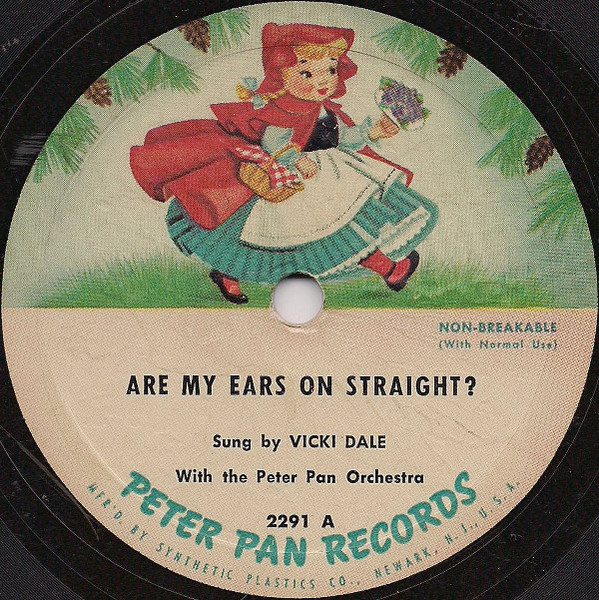 NON-BREAKABLE
(With Normal Use)
ARE MY EARS ON STRAIGHT?
Sung by VICKI DALE
With the Peter Pan Orchestra
2291 A
PETER PAN RECORDS
MFR'D. BY SYNTHETIC PLASTICS CO., NEWARK, N.J., U.S.A.